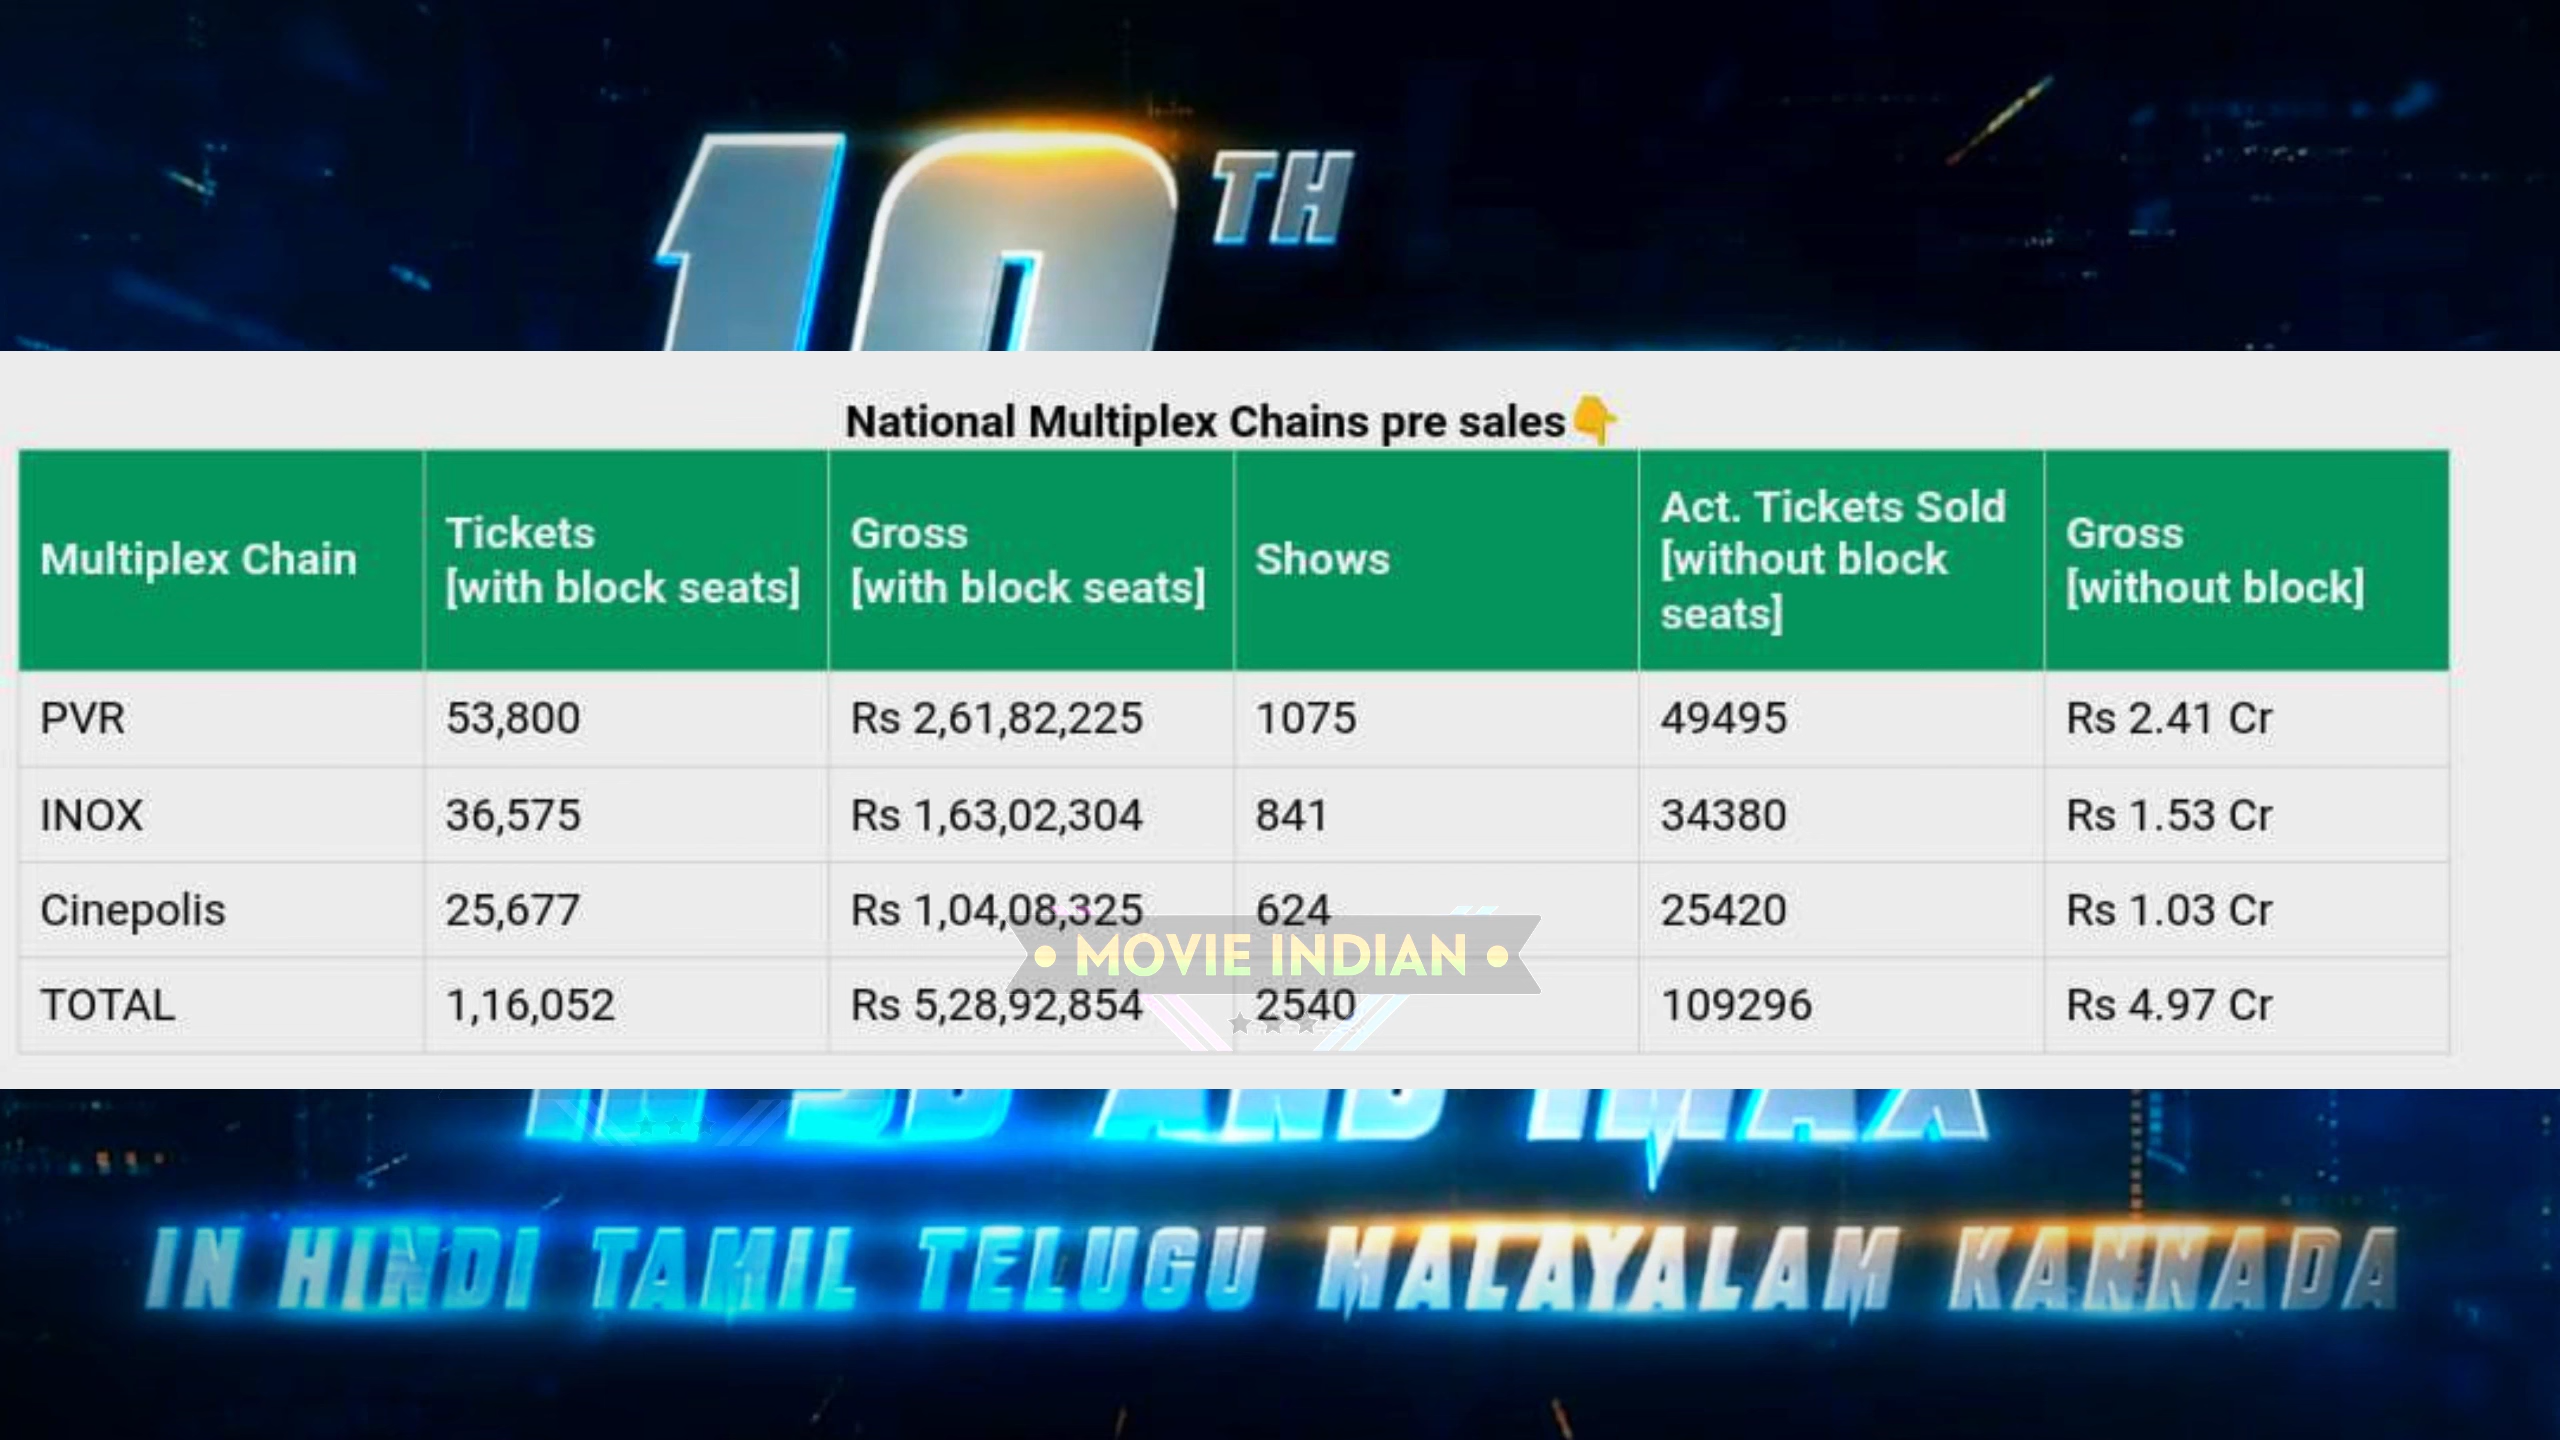 TH
National Multiplex Chains pre sales👇
Multiplex Chain
Tickets
[with block seats]
Gross
[with block seats]
Shows
Act. Tickets Sold
[without block
seats]
Gross
[without block]
PVR 53,800 Rs 2,61,82,225 1075 49495 Rs 2.41 Cr
INOX 36,575 Rs 1,63,02,304 841 34380 Rs 1.53 Cr
Cinepolis 25,677 Rs 1,04,08,325 624 25420 Rs 1.03 Cr
• MOVIE INDIAN •
TOTAL 1,16,052 Rs 5,28,92,854 2540 109296 Rs 4.97 Cr
AND IMAX
IN HINDI TAMIL TELUGU MALAYALAM KANNADA